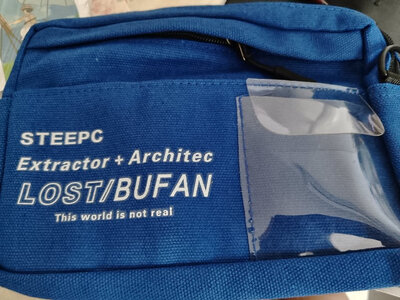 STEEPC
Extractor + Architec
LOST/BUFAN
This world is not real